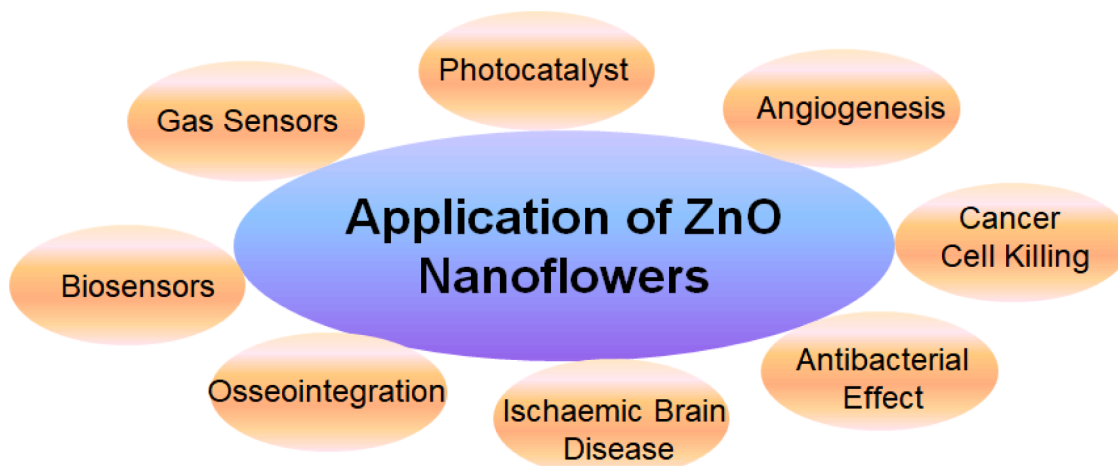 Photocatalyst
Gas Sensors
Angiogenesis
Application of ZnO
Nanoflowers
Cancer
Cell Killing
Biosensors
Antibacterial
Effect
Osseointegration
Ischaemic Brain
Disease